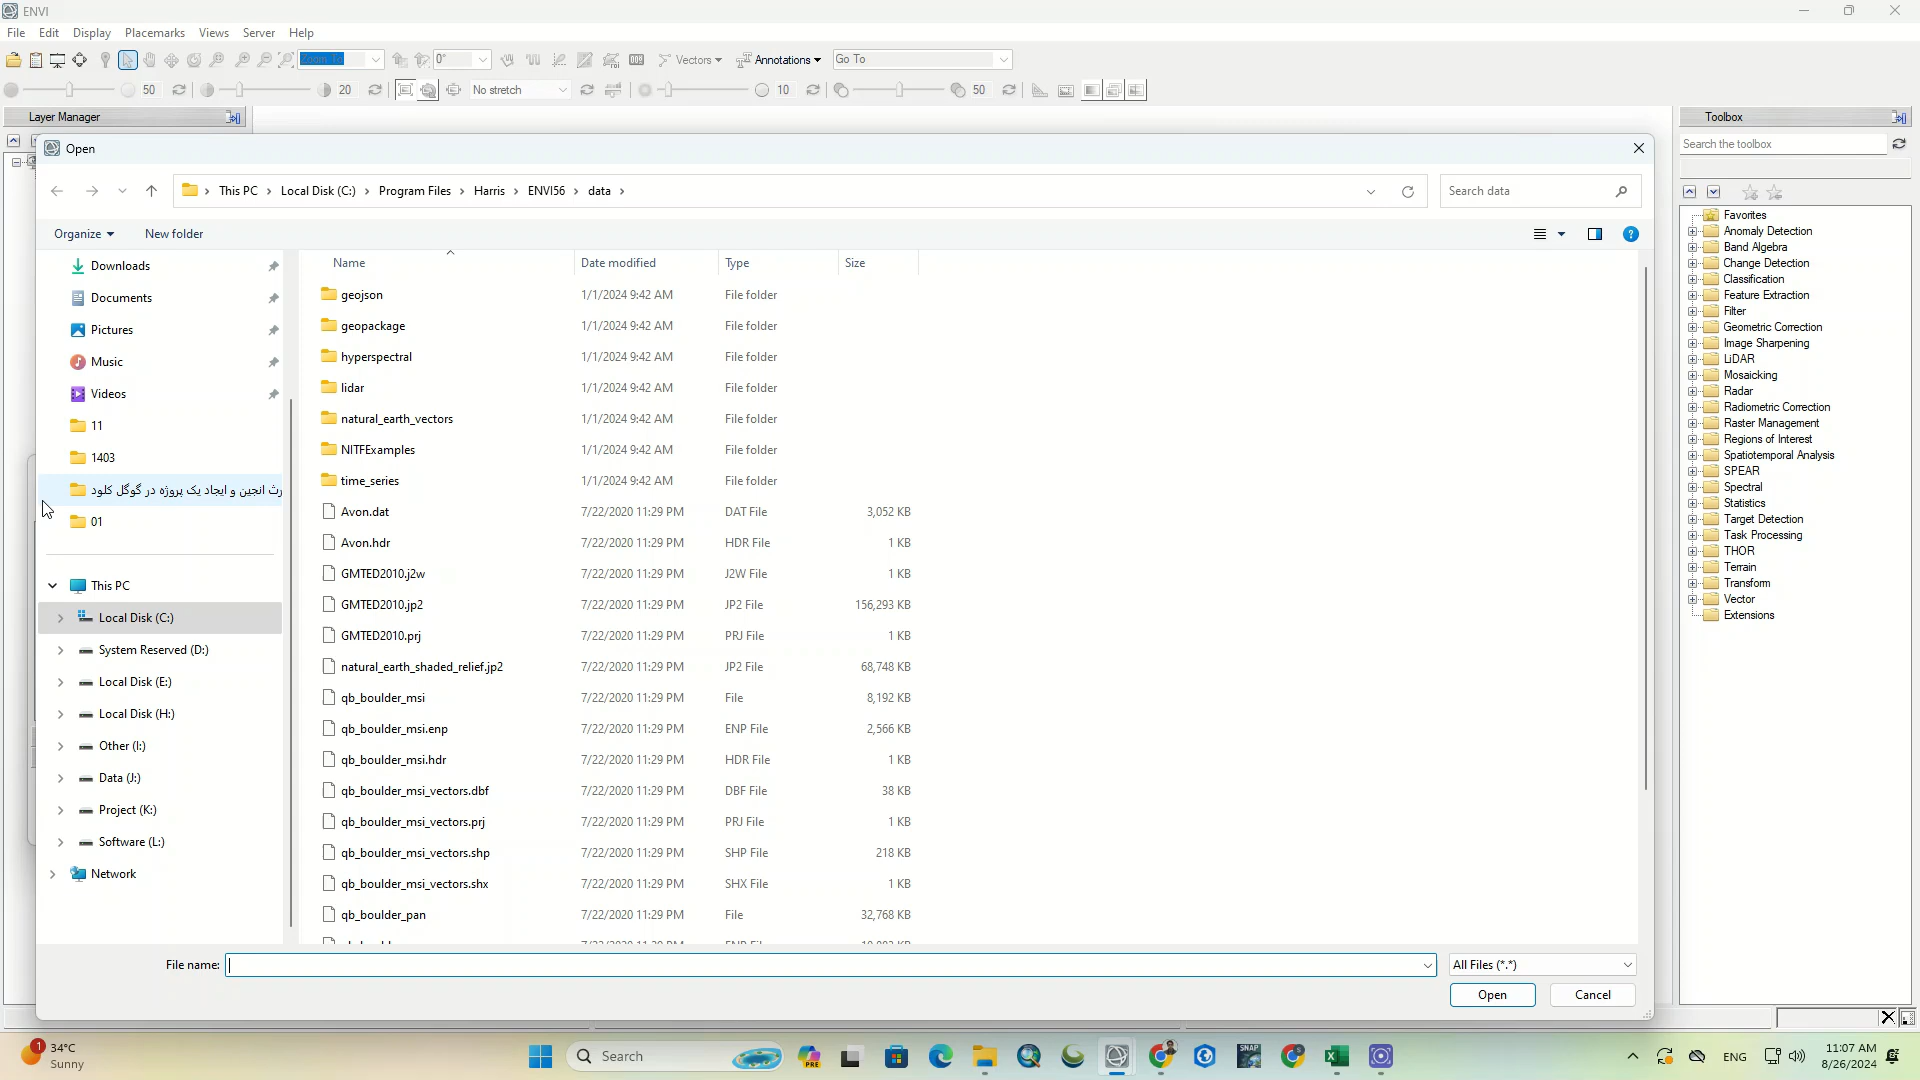 ENVI
File Edit Display Placemarks Views Server Help
Zoom To 0° Vectors Annotations Go To
50 20 No stretch 10 50
Layer Manager
Toolbox
Open
Search the toolbox
This PC > Local Disk (C:) > Program Files > Harris > ENVI56 > data >
Search data
Organize New folder
Downloads
Documents
Pictures
Music
Videos
11
1403
رث انجین و ایجاد یک پروژه در گوگل کلود
01
This PC
Local Disk (C:)
System Reserved (D:)
Local Disk (E:)
Local Disk (H:)
Other (I:)
Data (J:)
Project (K:)
Software (L:)
Network
Name Date modified Type Size
geojson 1/1/2024 9:42 AM File folder
geopackage 1/1/2024 9:42 AM File folder
hyperspectral 1/1/2024 9:42 AM File folder
lidar 1/1/2024 9:42 AM File folder
natural_earth_vectors 1/1/2024 9:42 AM File folder
NITFExamples 1/1/2024 9:42 AM File folder
time_series 1/1/2024 9:42 AM File folder
Avon.dat 7/22/2020 11:29 PM DAT File 3,052 KB
Avon.hdr 7/22/2020 11:29 PM HDR File 1 KB
GMTED2010.j2w 7/22/2020 11:29 PM J2W File 1 KB
GMTED2010.jp2 7/22/2020 11:29 PM JP2 File 156,293 KB
GMTED2010.prj 7/22/2020 11:29 PM PRJ File 1 KB
natural_earth_shaded_relief.jp2 7/22/2020 11:29 PM JP2 File 68,748 KB
qb_boulder_msi 7/22/2020 11:29 PM File 8,192 KB
qb_boulder_msi.enp 7/22/2020 11:29 PM ENP File 2,566 KB
qb_boulder_msi.hdr 7/22/2020 11:29 PM HDR File 1 KB
qb_boulder_msi_vectors.dbf 7/22/2020 11:29 PM DBF File 38 KB
qb_boulder_msi_vectors.prj 7/22/2020 11:29 PM PRJ File 1 KB
qb_boulder_msi_vectors.shp 7/22/2020 11:29 PM SHP File 218 KB
qb_boulder_msi_vectors.shx 7/22/2020 11:29 PM SHX File 1 KB
qb_boulder_pan 7/22/2020 11:29 PM File 32,768 KB
File name:
All Files (*.*)
Open Cancel
Favorites
Anomaly Detection
Band Algebra
Change Detection
Classification
Feature Extraction
Filter
Geometric Correction
Image Sharpening
LiDAR
Mosaicking
Radar
Radiometric Correction
Raster Management
Regions of Interest
Spatiotemporal Analysis
SPEAR
Spectral
Statistics
Target Detection
Task Processing
THOR
Terrain
Transform
Vector
Extensions
1 34°C
Sunny
Search
PRE
SNAP
ENG
11:07 AM
8/26/2024